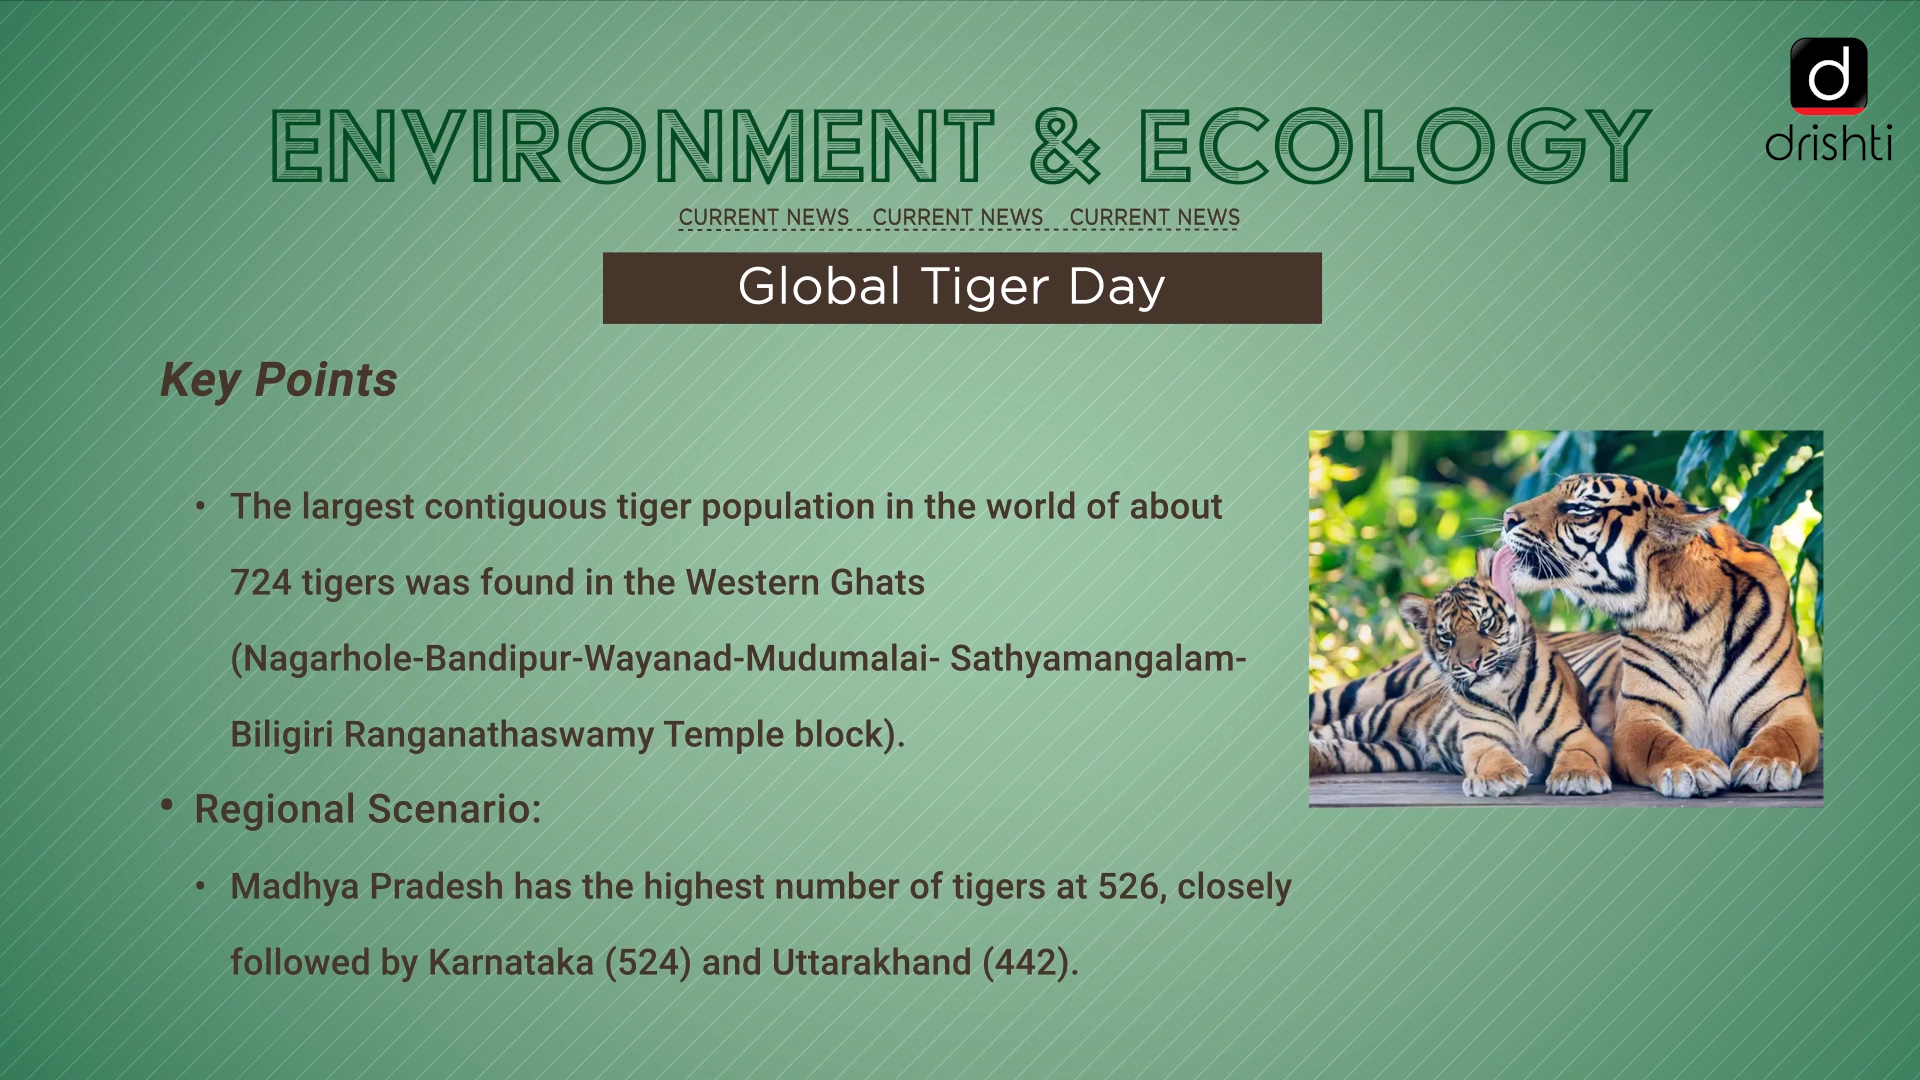 d
drishti
ENVIRONMENT & ECOLOGY
CURRENT NEWS CURRENT NEWS CURRENT NEWS
Global Tiger Day
Key Points
• The largest contiguous tiger population in the world of about
724 tigers was found in the Western Ghats
(Nagarhole-Bandipur-Wayanad-Mudumalai- Sathyamangalam-
Biligiri Ranganathaswamy Temple block).
• Regional Scenario:
• Madhya Pradesh has the highest number of tigers at 526, closely
followed by Karnataka (524) and Uttarakhand (442).